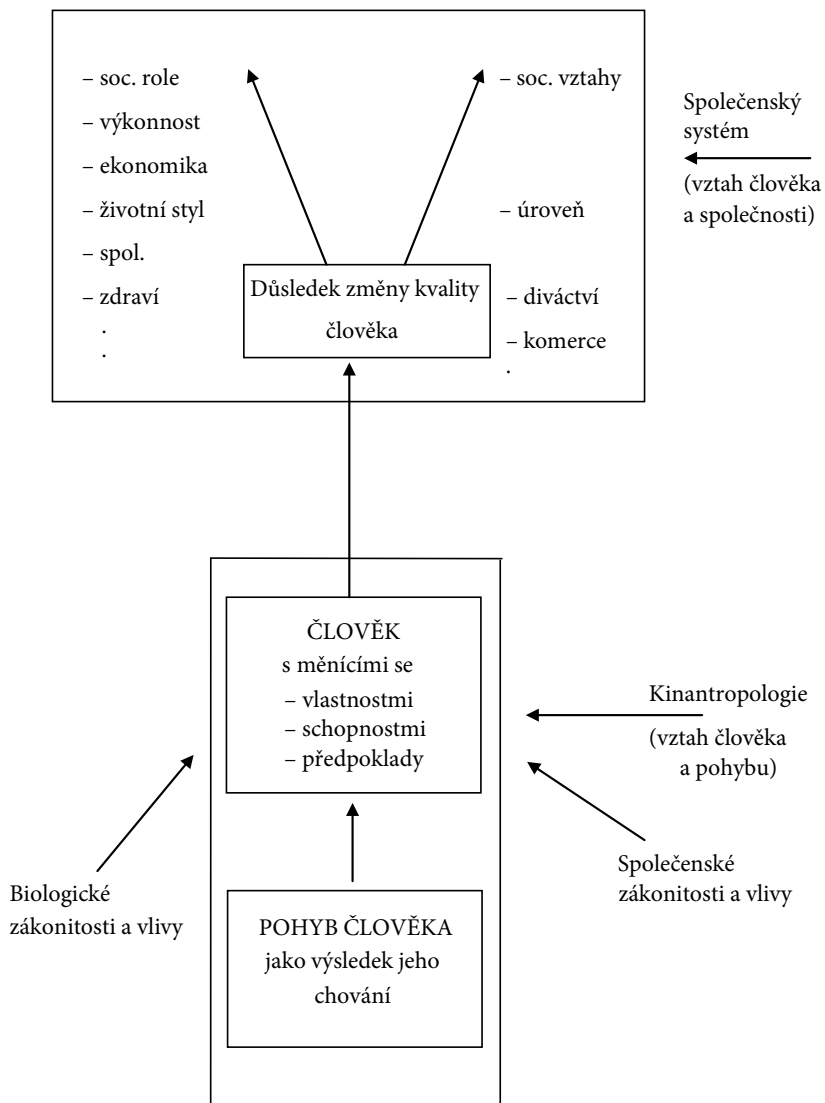 – soc. role
– výkonnost
– ekonomika
– životní styl
– spol.
– zdraví
.
.
– soc. vztahy
– úroveň
– diváctví
– komerce
.
Důsledek změny kvality
člověka
Společenský
systém
(vztah člověka
a společnosti)
ČLOVĚK
s měnícími se
– vlastnostmi
– schopnostmi
– předpoklady
Kinantropologie
(vztah člověka
a pohybu)
Biologické
zákonitosti a vlivy
Společenské
zákonitosti a vlivy
POHYB ČLOVĚKA
jako výsledek jeho
chování